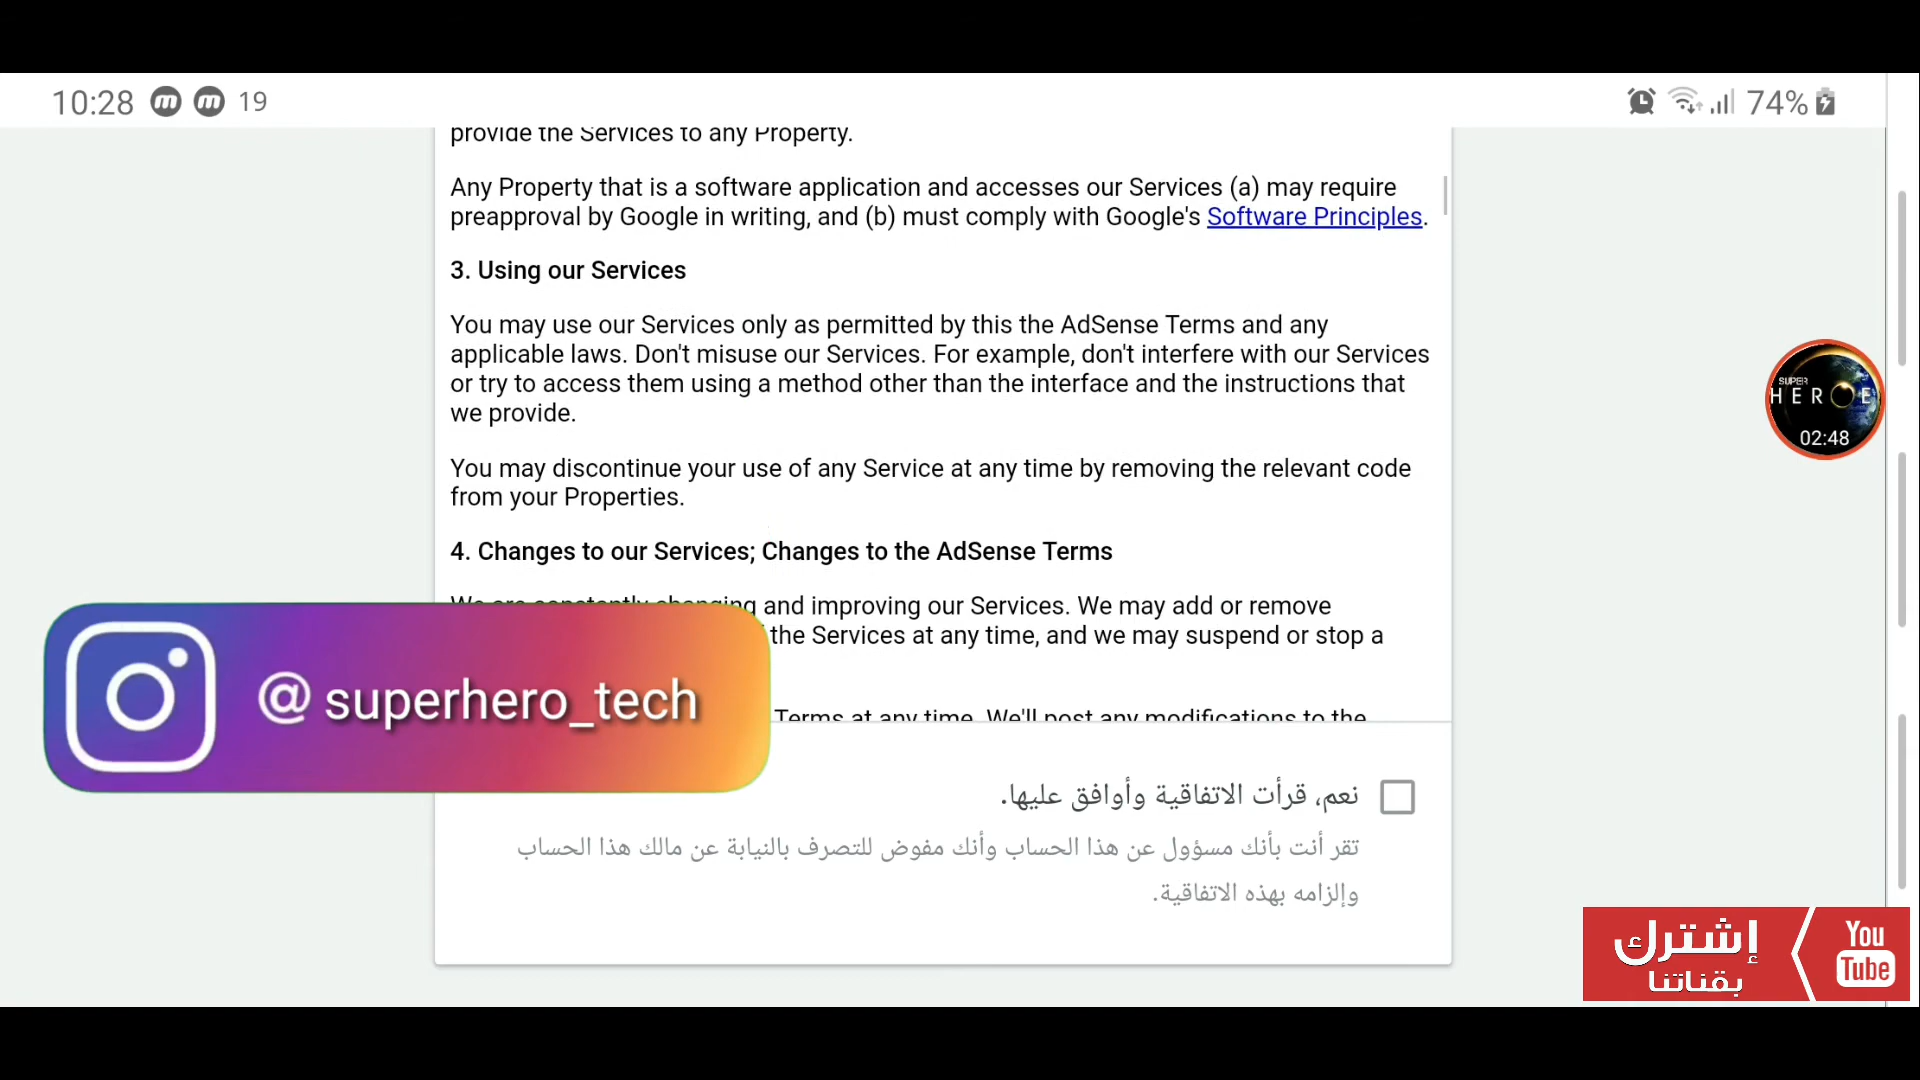 10:28 19 74%
provide the Services to any Property.
Any Property that is a software application and accesses our Services (a) may require
preapproval by Google in writing, and (b) must comply with Google's Software Principles.
3. Using our Services
You may use our Services only as permitted by this the AdSense Terms and any
applicable laws. Don't misuse our Services. For example, don't interfere with our Services
or try to access them using a method other than the interface and the instructions that
we provide.
SUPER
HEROE
02:48
You may discontinue your use of any Service at any time by removing the relevant code
from your Properties.
4. Changes to our Services; Changes to the AdSense Terms
We are constantly changing and improving our Services. We may add or remove
the Services at any time, and we may suspend or stop a
Terms at any time. We'll post any modifications to the
@superhero_tech
نعم، قرأت الاتفاقية وأوافق عليها.
تقر أنت بأنك مسؤول عن هذا الحساب وأنك مفوض للتصرف بالنيابة عن مالك هذا الحساب
وإلزامه بهذه الاتفاقية.
إشترك
بقناتنا
You
Tube